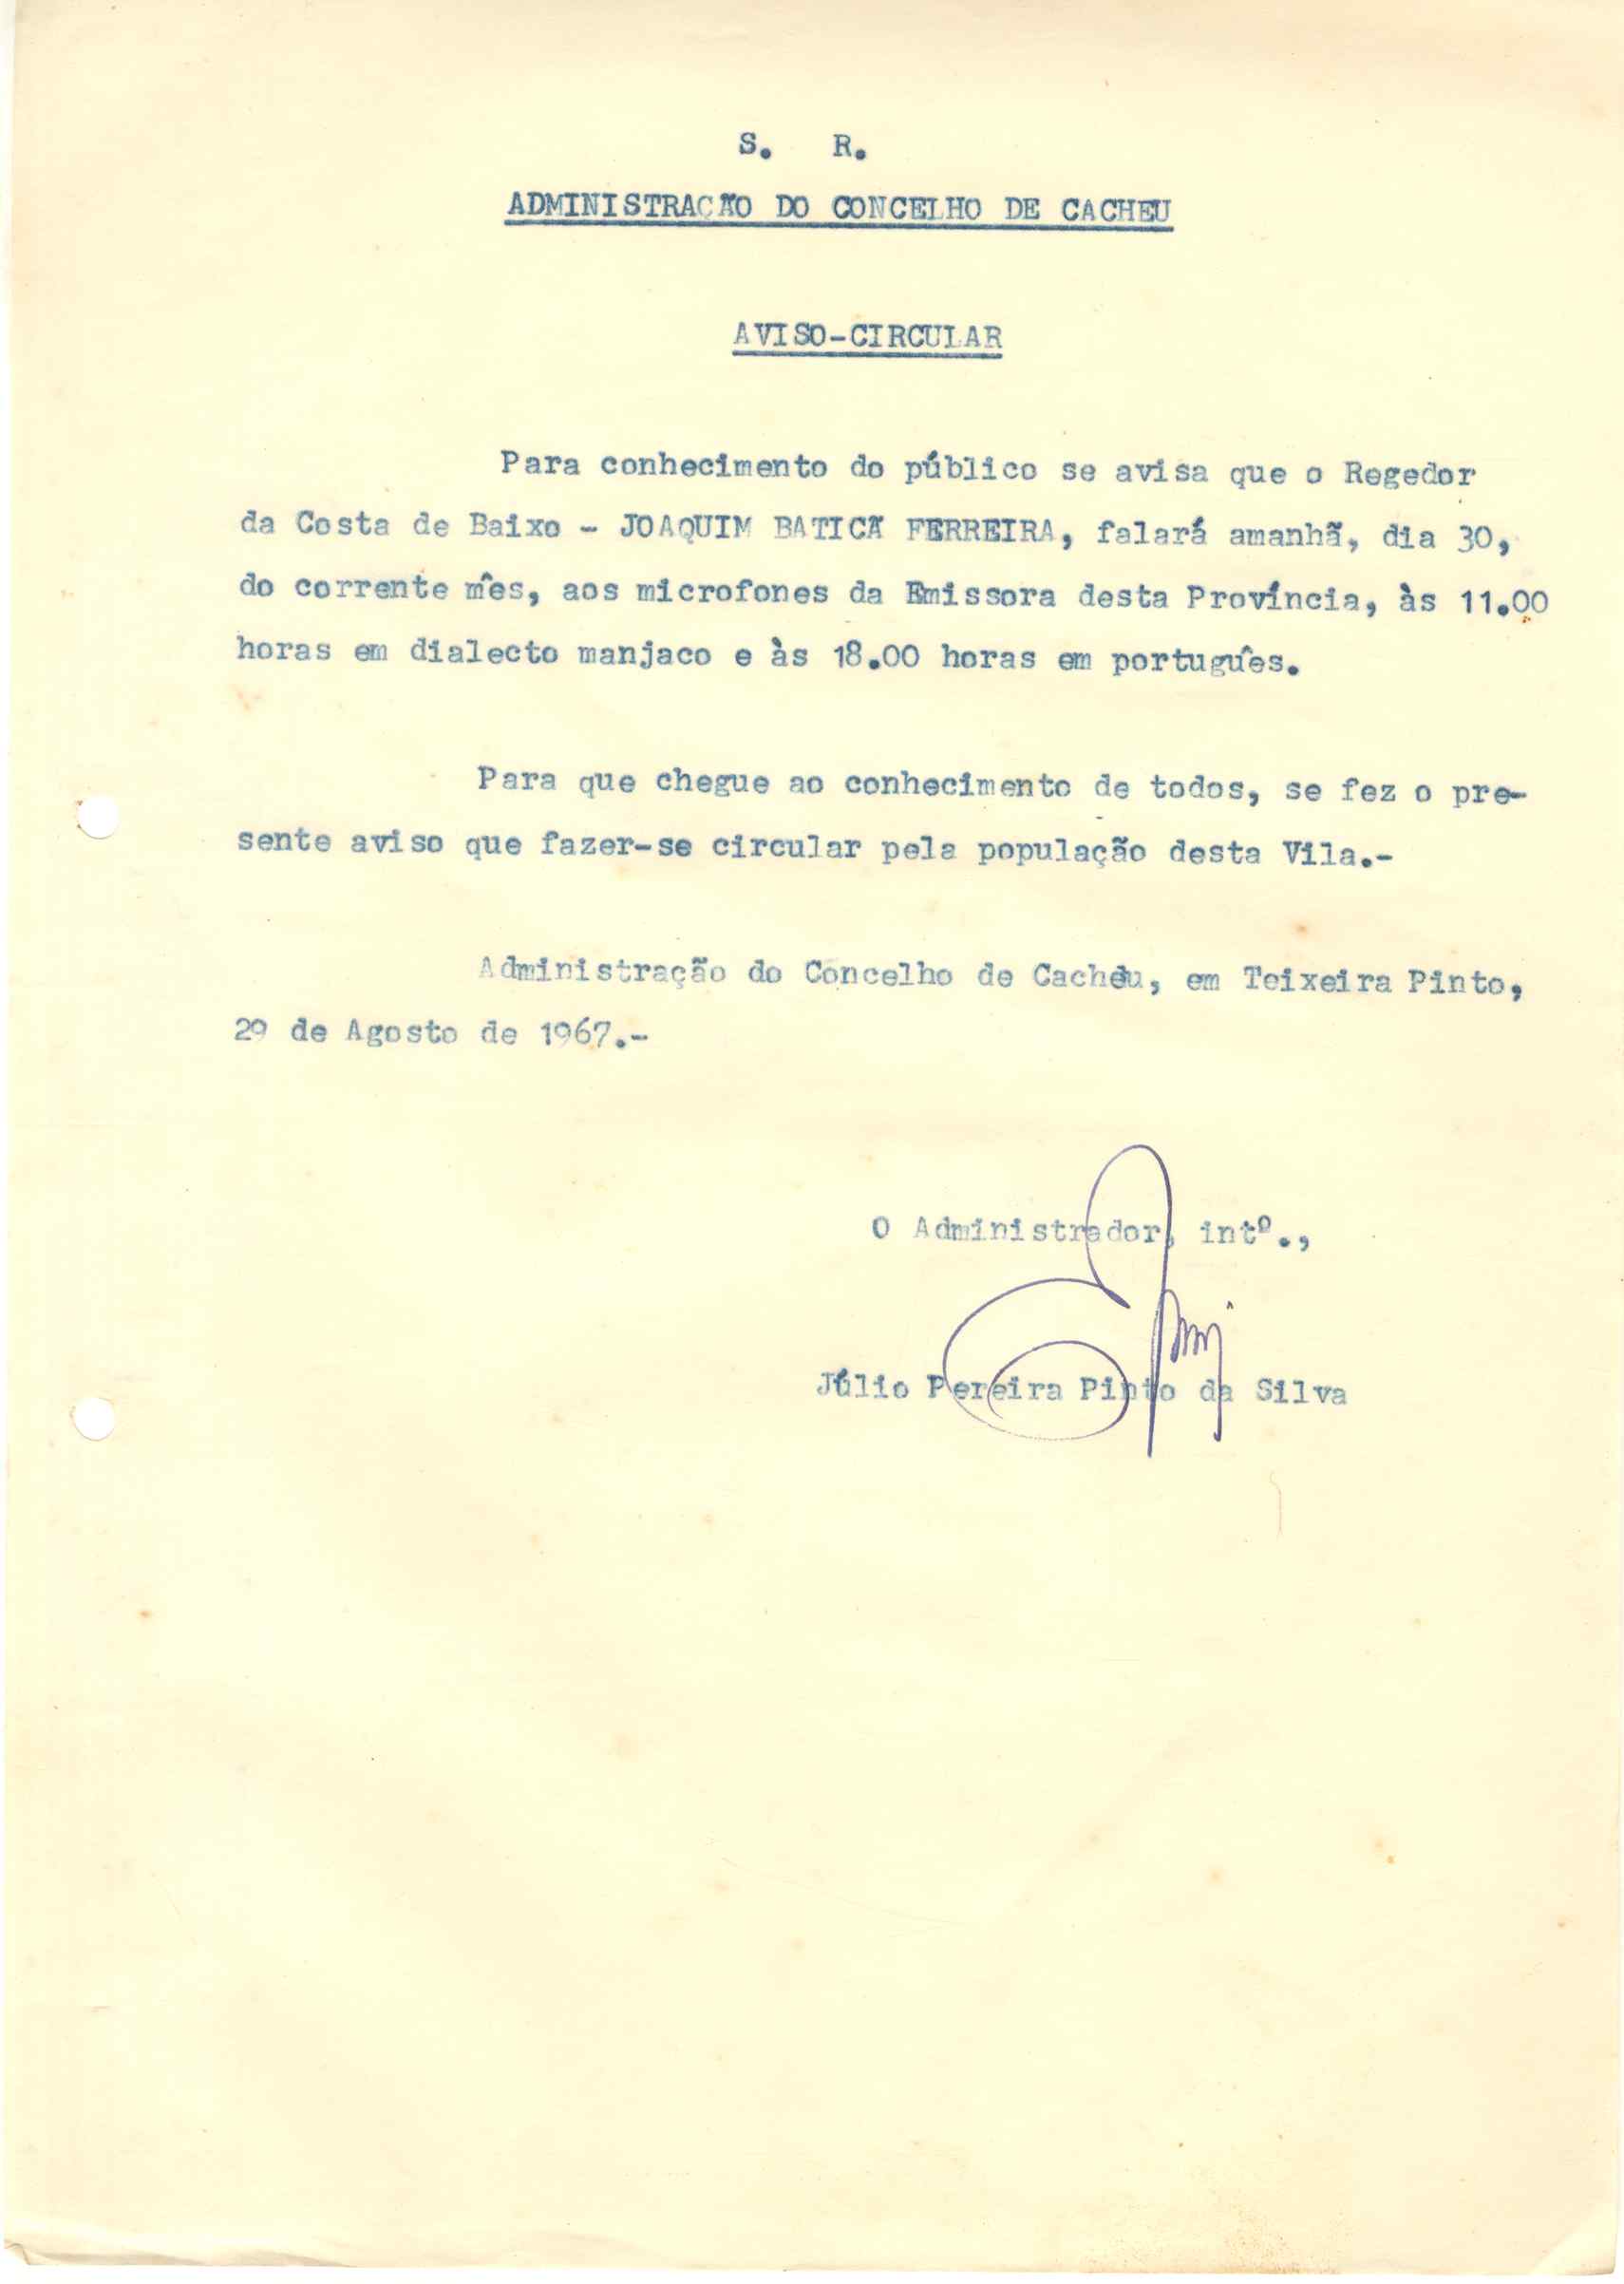 S. R.
ADMINISTRAÇÃO DO CONCELHO DE CACHEU
AVISO-CIRCULAR
Para conhecimento do público se avisa que o Regedor
da Costa de Baixo - JOAQUIM BATICÃ FERREIRA, falará amanhã, dia 30,
do corrente mês, aos microfones da Emissora desta Província, às 11.00
horas em dialecto manjaco e às 18.00 horas em português.
Para que chegue ao conhecimento de todos, se fez o pre-
sente aviso que fazer-se circular pela população desta Vila.-
Administração do Concelho de Cacheu, em Teixeira Pinto,
29 de Agosto de 1967.-
O Administrador, intº.,
Júlio Pereira Pinto da Silva